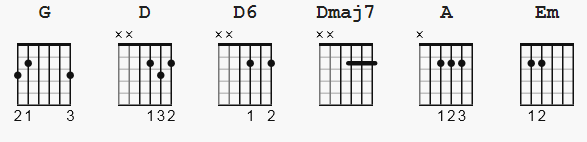 G D D6 Dmaj7 A Em
×× ×× ×× ×
21 3 132 1 2 123 12